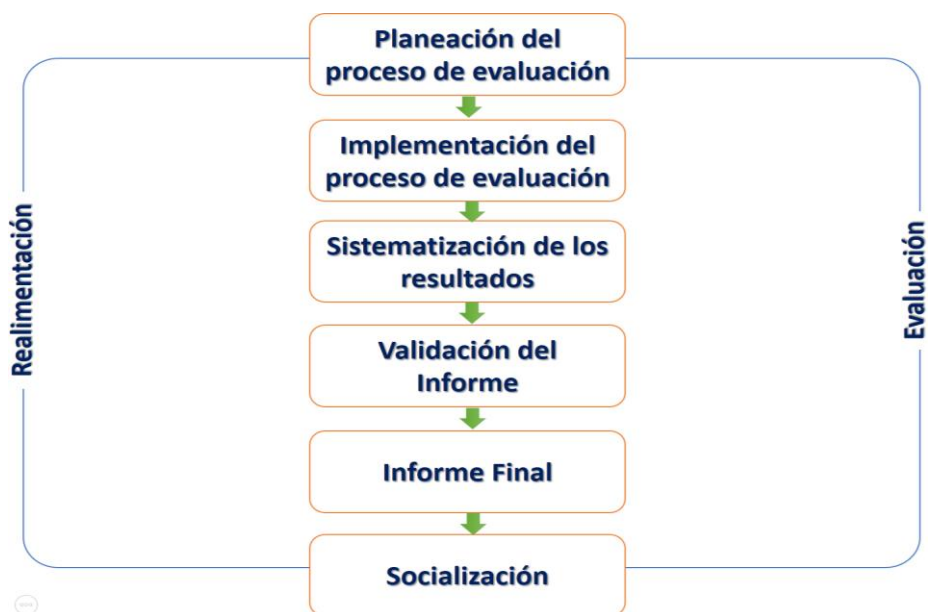 Planeación del
proceso de evaluación
Implementación del
proceso de evaluación
Sistematización de los
resultados
Validación del
Informe
Informe Final
Socialización
Realimentación
Evaluación